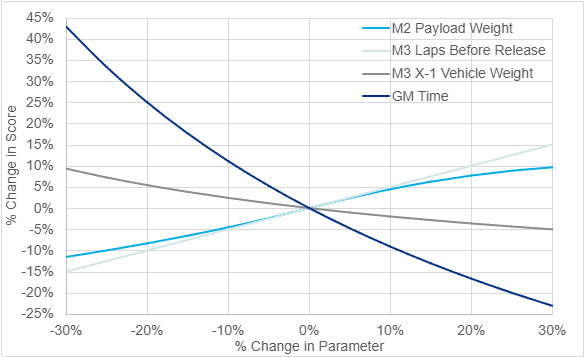 45%
40%
35%
30%
25%
20%
15%
10%
5%
0%
-5%
-10%
-15%
-20%
-25%
% Change in Score
M2 Payload Weight
M3 Laps Before Release
M3 X-1 Vehicle Weight
GM Time
-30% -20% -10% 0% 10% 20% 30%
% Change in Parameter